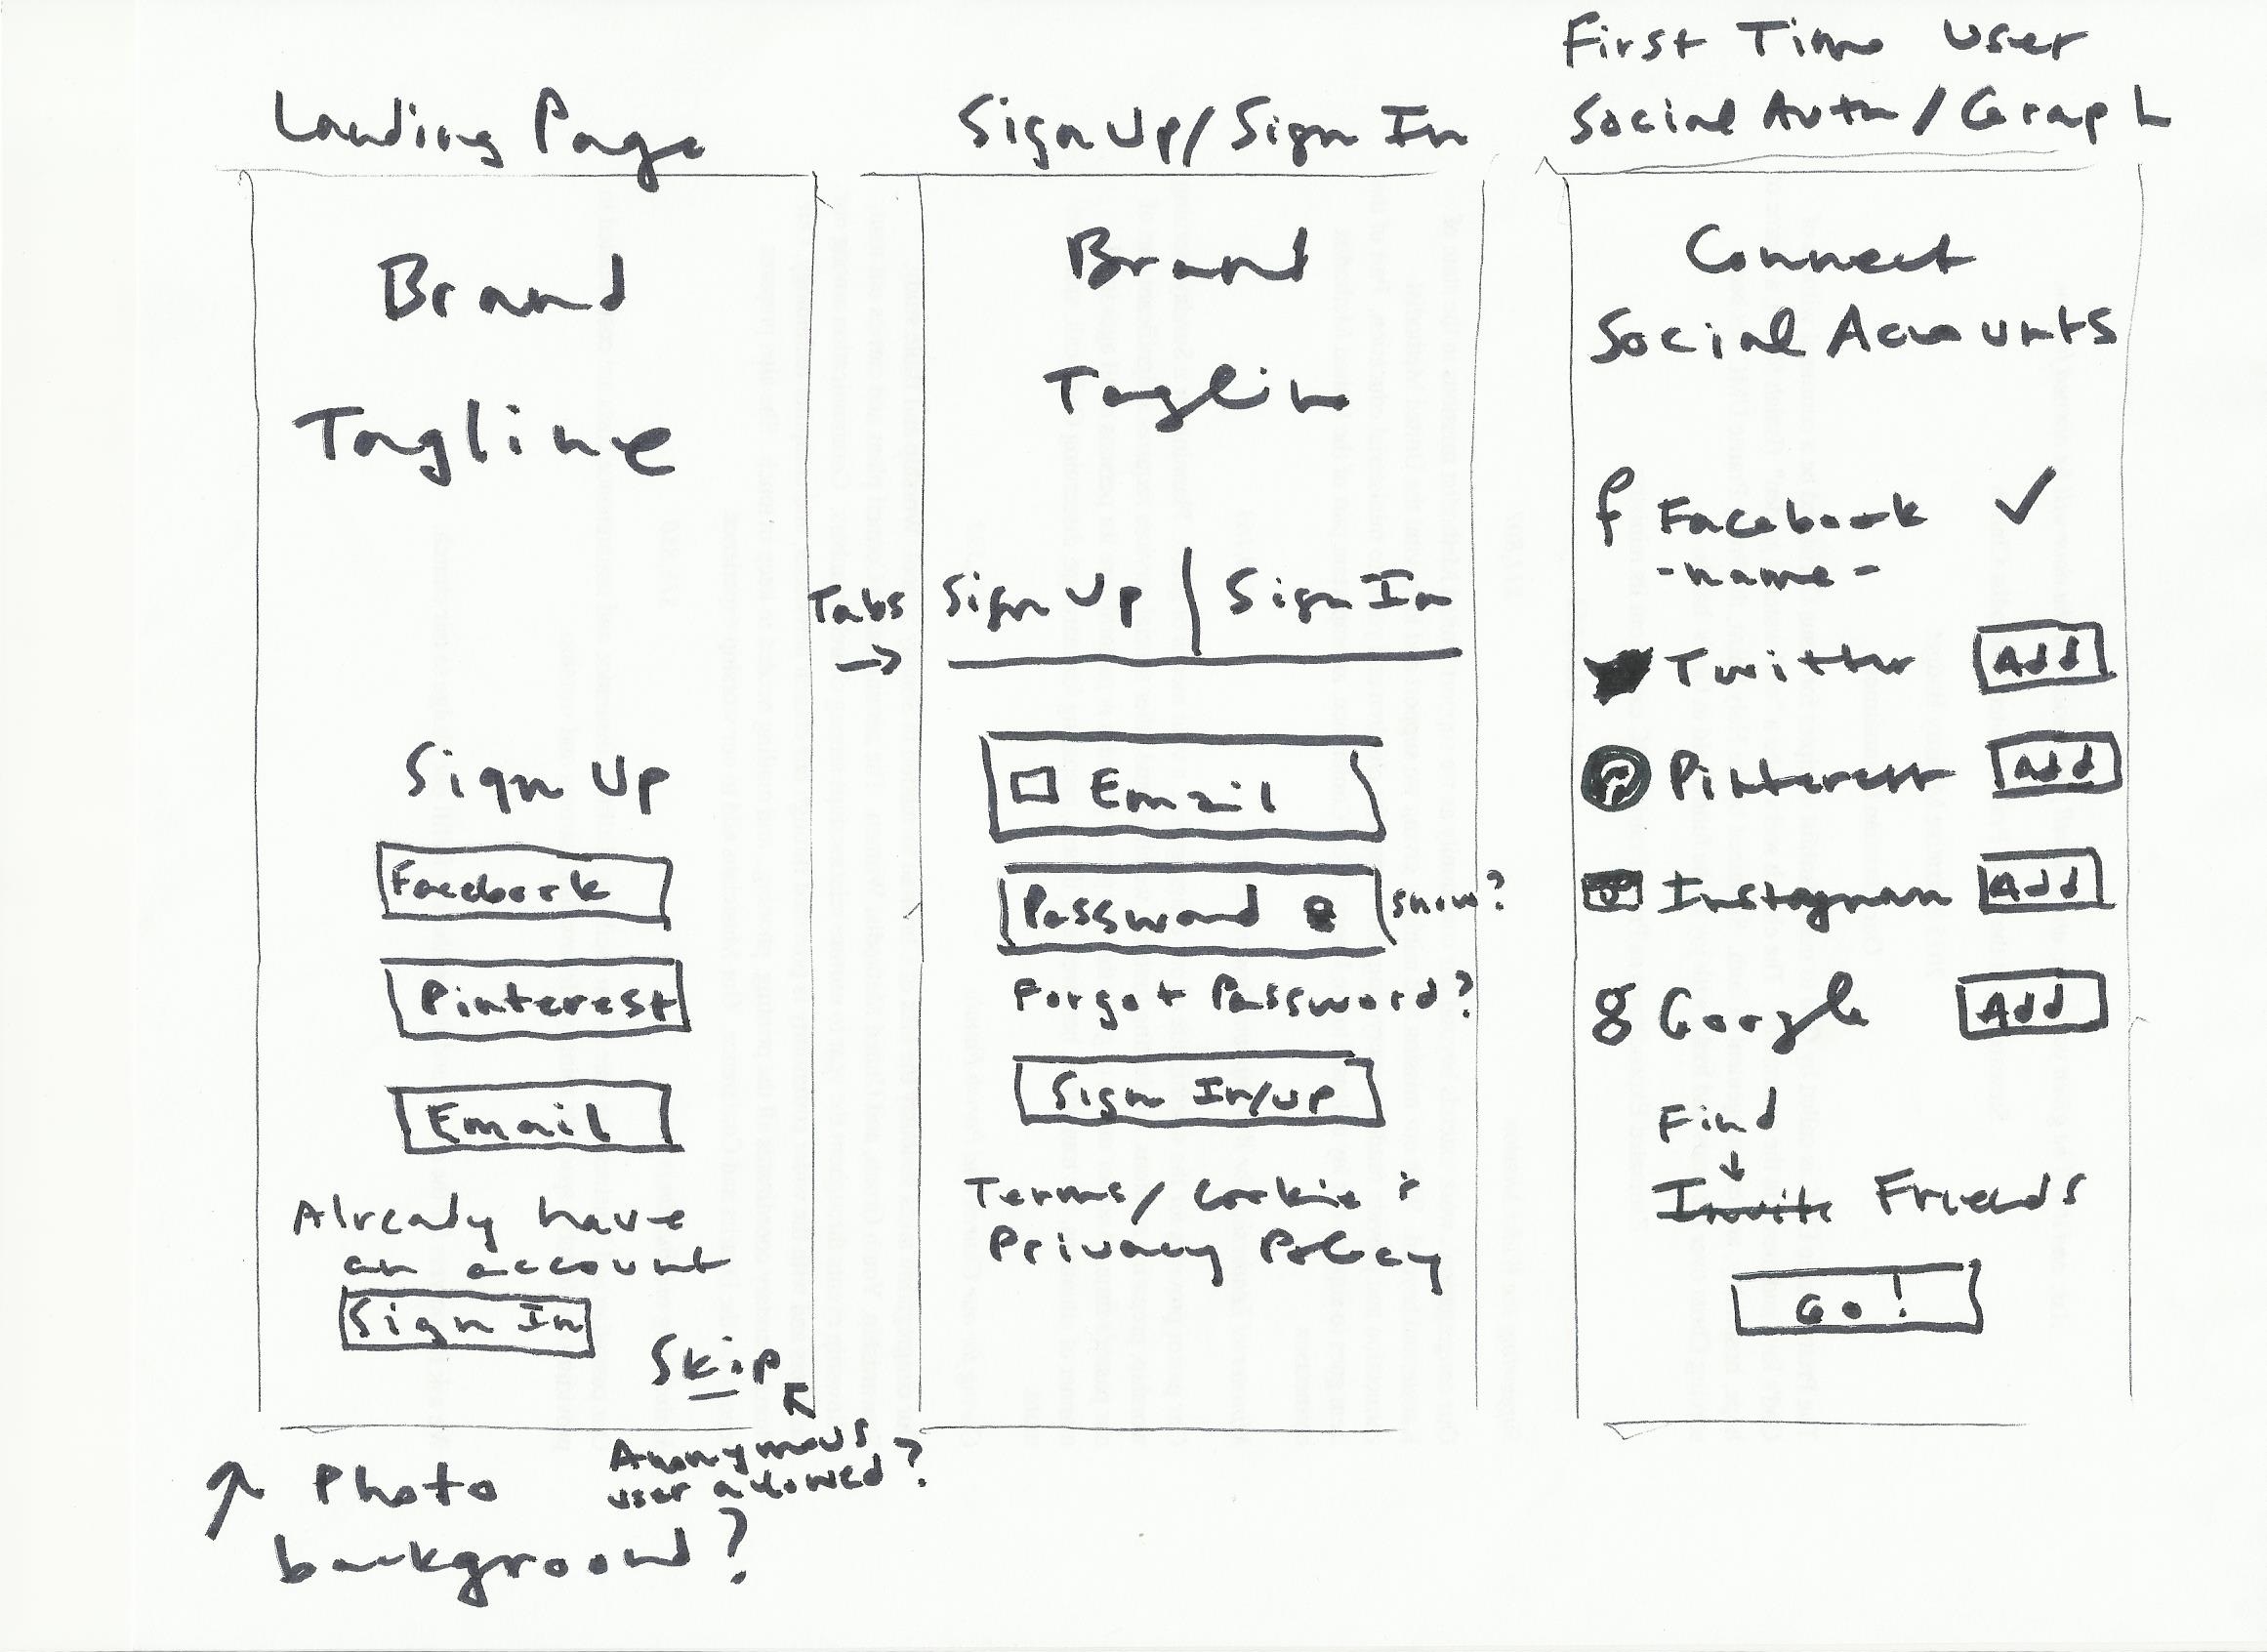 Landing Page
Brand
Tagline
Sign Up
Facebook
Pinterest
Email
Already have
an account
Sign In
Skip
Anonymous
user allowed?
Photo
background?
Sign Up/Sign In
Brand
Tagline
Tabs
Sign Up | Sign In
Email
Password
show?
Forgot Password?
Sign In/Up
Terms/Cookie +
Privacy Policy
First Time User
Social Auth/Graph
Connect
Social Accounts
f Facebook ✓
-name-
Twitter Add
Pinterest Add
Instagram Add
g Google Add
Find
Invite Friends
Go!